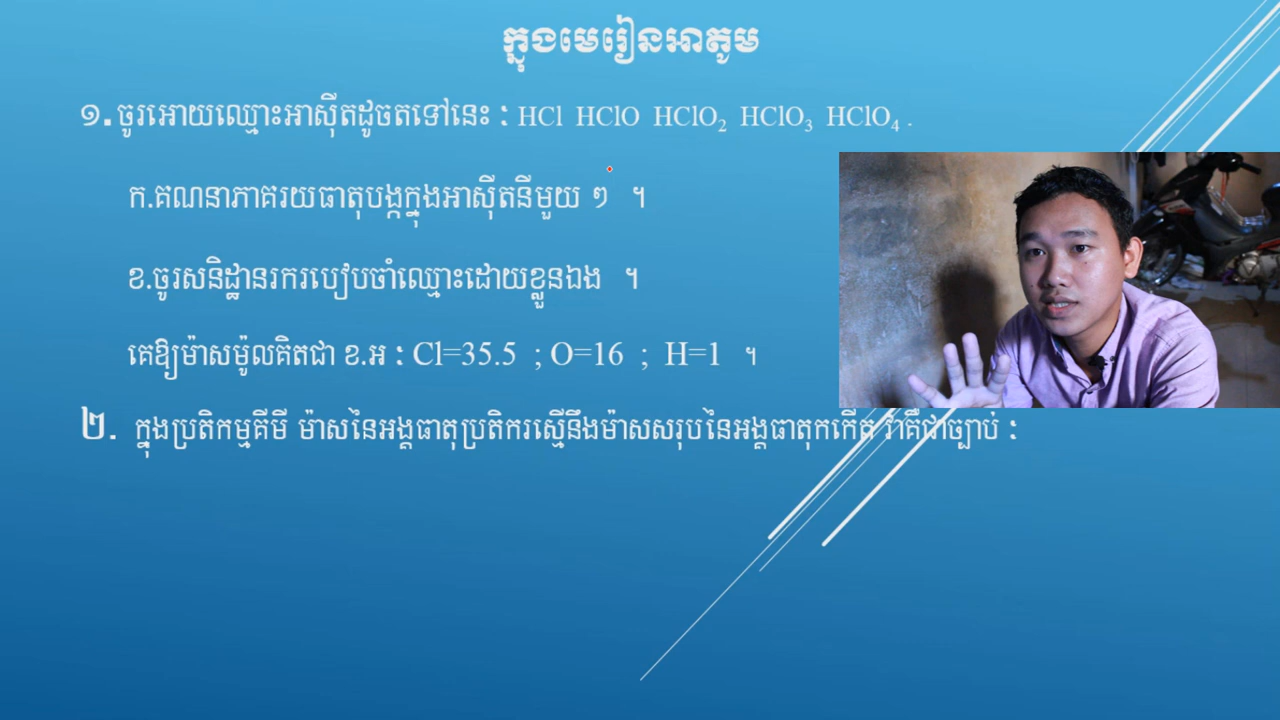 ក្នុងមេរៀនអាតូម
១. ចូរអោយឈ្មោះអាស៊ីតដូចតទៅនេះ : HCl HClO HClO₂ HClO₃ HClO₄ .
ក.គណនាភាគរយធាតុបង្កក្នុងអាស៊ីតនីមួយ ៗ ។
ខ.ចូរសនិដ្ឋានរករបៀបចាំឈ្មោះដោយខ្លួនឯង ។
គេឱ្យម៉ាសម៉ូលគិតជា ខ.អ : Cl=35.5 ; O=16 ; H=1 ។
២. ក្នុងប្រតិកម្មគីមី ម៉ាសនៃអង្គធាតុប្រតិករស្មើនឹងម៉ាសសរុបនៃអង្គធាតុកកើត វាគឺជាច្បាប់ :